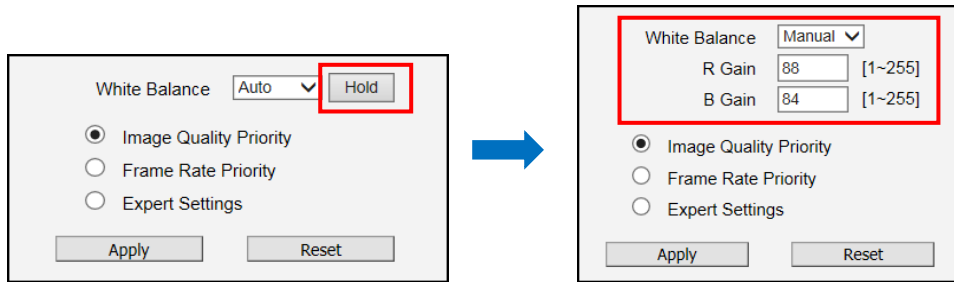 White Balance Auto Hold
Image Quality Priority
Frame Rate Priority
Expert Settings
Apply Reset
White Balance Manual
R Gain 88 [1~255]
B Gain 84 [1~255]
Image Quality Priority
Frame Rate Priority
Expert Settings
Apply Reset